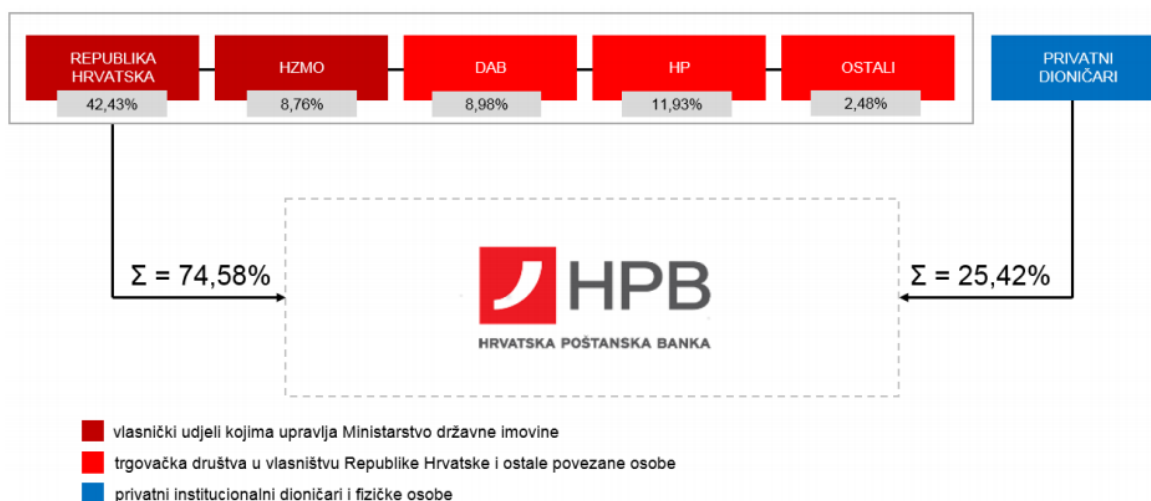 REPUBLIKA
HRVATSKA
HZMO
DAB
HP
OSTALI
PRIVATNI
DIONIČARI
42,43%
8,76%
8,98%
11,93%
2,48%
Σ = 74,58%
Σ = 25,42%
HPB
HRVATSKA POŠTANSKA BANKA
vlasnički udjeli kojima upravlja Ministarstvo državne imovine
trgovačka društva u vlasništvu Republike Hrvatske i ostale povezane osobe
privatni institucionalni dioničari i fizičke osobe